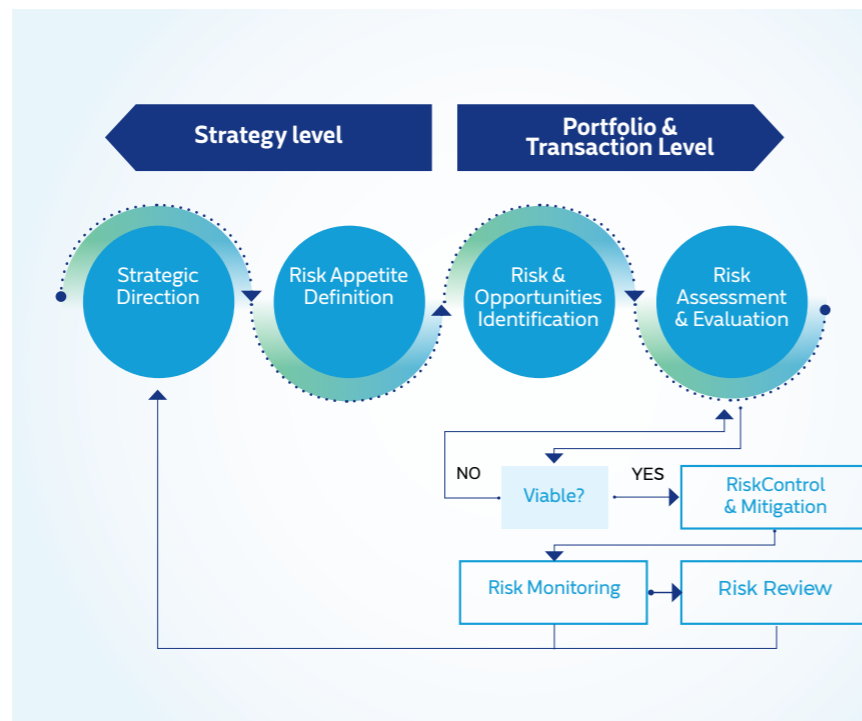 Strategy level
Portfolio &
Transaction Level
Strategic
Direction
Risk Appetite
Definition
Risk &
Opportunities
Identification
Risk
Assessment
& Evaluation
NO
Viable?
YES
RiskControl
& Mitigation
Risk Monitoring
Risk Review